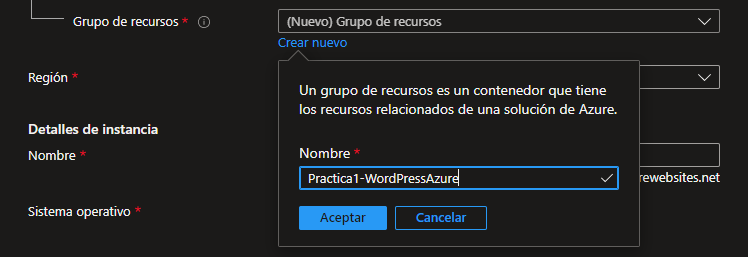 Grupo de recursos *
(Nuevo) Grupo de recursos
Crear nuevo
Región *
Un grupo de recursos es un contenedor que tiene
los recursos relacionados de una solución de Azure.
Detalles de instancia
Nombre *
Nombre *
Practica1-WordPressAzure
rewebsites.net
Sistema operativo *
Aceptar
Cancelar